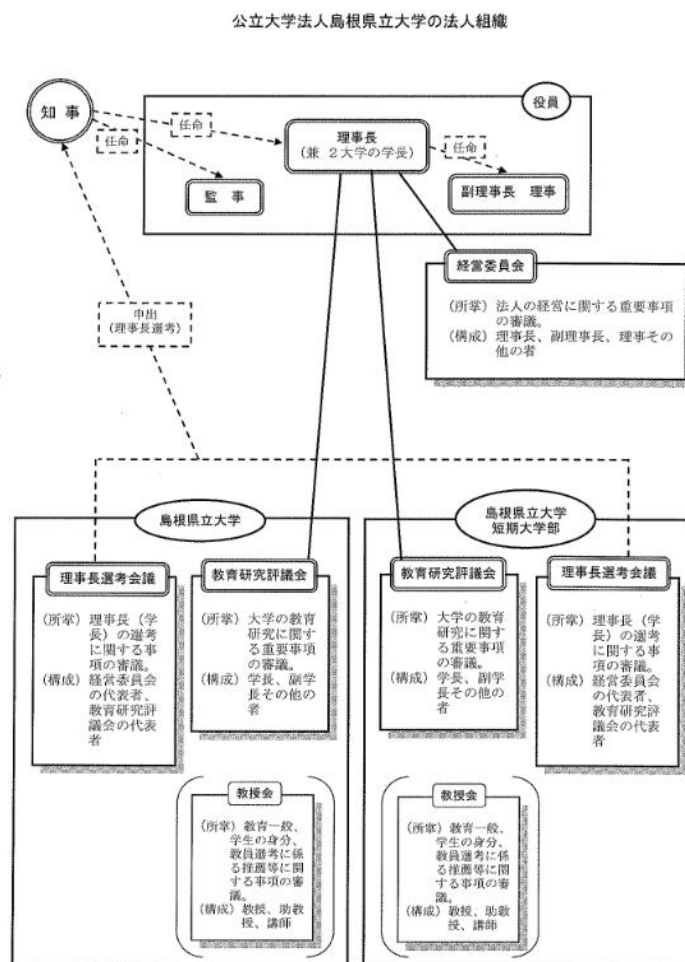 公立大学法人島根県立大学の法人組織
役員
知 事
任命
任命
理事長
(兼 2大学の学長)
任命
監 事
副理事長 理事
経営委員会
(所掌) 法人の経営に関する重要事項
の審議。
(構成) 理事長、副理事長、理事その
他の者
申出
(理事長選考)
島根県立大学
理事長選考会議
(所掌) 理事長(学
長)の選考
に関する事
項の審議。
(構成) 経営委員会
の代表者、
教育研究評
議会の代表
者
教育研究評議会
(所掌) 大学の教育
研究に関す
る重要事項
の審議。
(構成) 学長、副学
長その他の
者
教授会
(所掌) 教育一般、
学生の身分、
教員選考に係
る推薦等に関
する事項の審
議。
(構成) 教授、助教
授、講師
島根県立大学
短期大学部
教育研究評議会
(所掌) 大学の教育
研究に関す
る重要事項
の審議。
(構成) 学長、副学
長その他の
者
理事長選考会議
(所掌) 理事長(学
長)の選考
に関する事
項の審議。
(構成) 経営委員会
の代表者、
教育研究評
議会の代表
者
教授会
(所掌) 教育一般、
学生の身分、
教員選考に係
る推薦等に関
する事項の審
議。
(構成) 教授、助教
授、講師